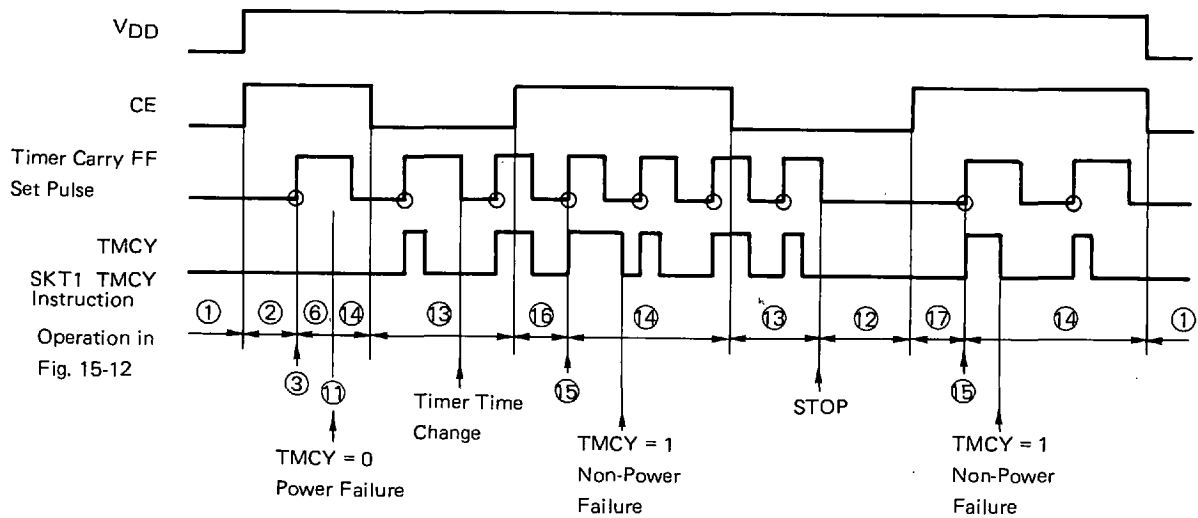 VDD
CE
Timer Carry FF
Set Pulse
TMCY
SKT1 TMCY
Instruction
① ② ⑥ ⑭ ⑬ ⑯ ⑭ ⑬ ⑫ ⑰ ⑭ ①
Operation in
Fig. 15-12
③ ⑪ ⑮ ⑮
Timer Time
Change
STOP
TMCY = 0
Power Failure
TMCY = 1
Non-Power
Failure
TMCY = 1
Non-Power
Failure